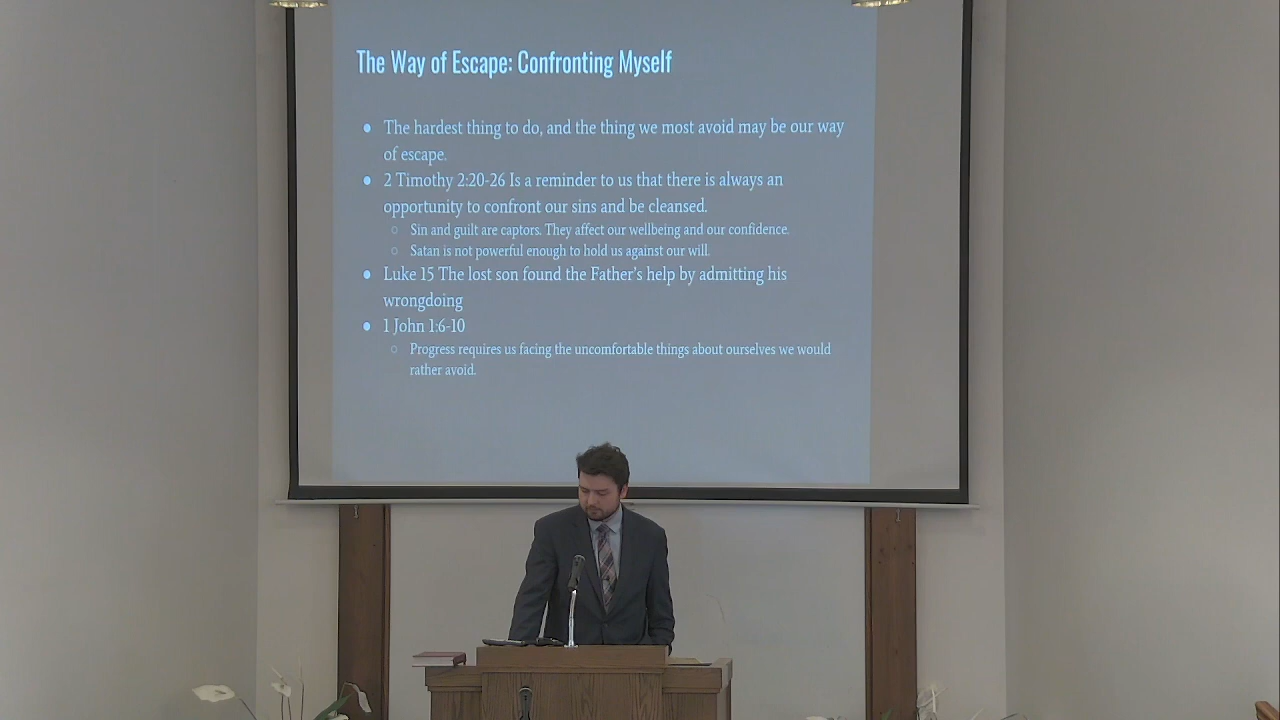 The Way of Escape: Confronting Myself
● The hardest thing to do, and the thing we most avoid may be our way
of escape.
● 2 Timothy 2:20-26 Is a reminder to us that there is always an
opportunity to confront our sins and be cleansed.
○ Sin and guilt are captors. They affect our wellbeing and our confidence.
○ Satan is not powerful enough to hold us against our will.
● Luke 15 The lost son found the Father's help by admitting his
wrongdoing
● 1 John 1:6-10
○ Progress requires us facing the uncomfortable things about ourselves we would
rather avoid.